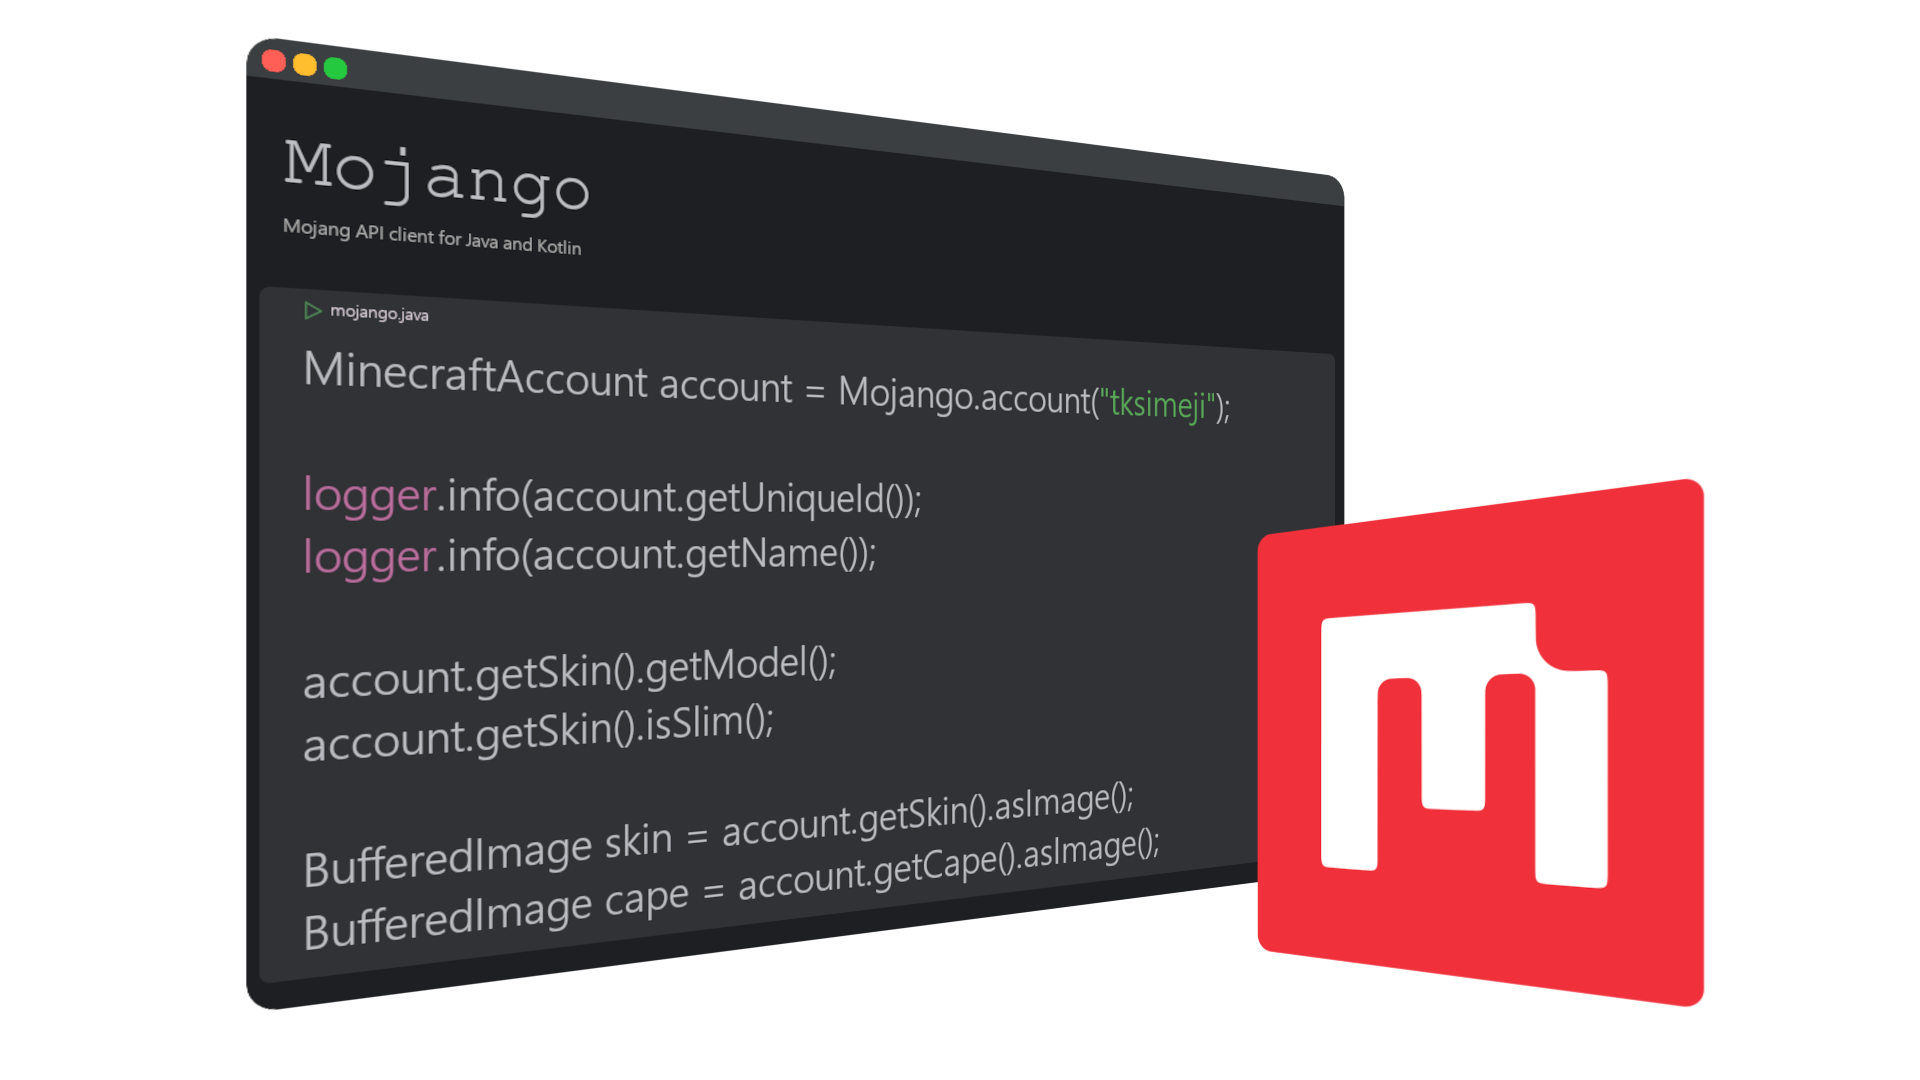 Mojango
Mojang API client for Java and Kotlin
mojango.java
MinecraftAccount account = Mojango.account("tksimeji");
logger.info(account.getUniqueId());
logger.info(account.getName());
account.getSkin().getModel();
account.getSkin().isSlim();
BufferedImage skin = account.getSkin().asImage();
BufferedImage cape = account.getCape().asImage();